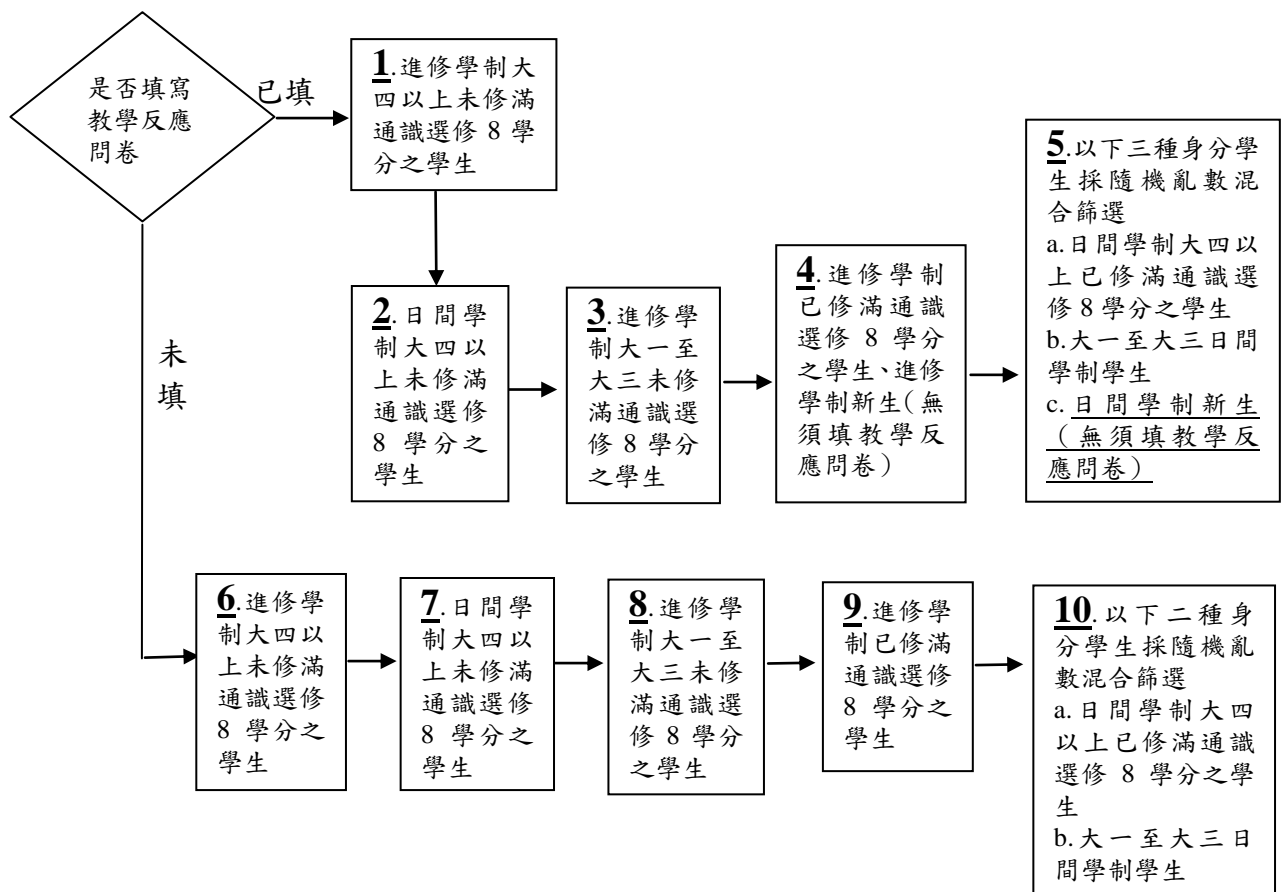 是否填寫
教學反應
問卷
已填
1.進修學制大
四以上未修滿
通識選修 8 學
分之學生
2.日間學
制大四以
上未修滿
通識選修
8 學分之
學生
3.進修學
制大一至
大三未修
滿通識選
修 8 學分
之學生
4.進修學制
已修滿通識
選修 8 學分
之學生、進修
學制新生(無
須填教學反
應問卷)
5.以下三種身分學
生採隨機亂數混
合篩選
a.日間學制大四以
上已修滿通識選
修 8 學分之學生
b.大一至大三日間
學制學生
c.日間學制新生
(無須填教學反
應問卷)
未
填
6.進修學
制大四以
上未修滿
通識選修
8 學分之
學生
7.日間學
制大四以
上未修滿
通識選修
8 學分之
學生
8.進修學
制大一至
大三未修
滿通識選
修 8 學分
之學生
9.進修學
制已修滿
通識選修
8 學分之
學生
10.以下二種身
分學生採隨機亂
數混合篩選
a.日間學制大四
以上已修滿通識
選修 8 學分之學
生
b.大一至大三日
間學制學生